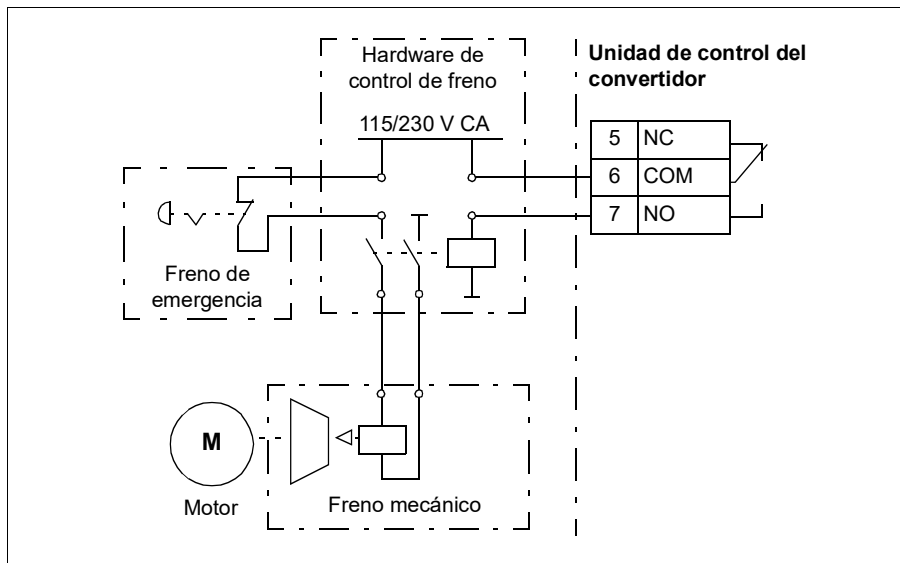 Hardware de
control de freno
115/230 V CA
Unidad de control del
convertidor
5 NC
6 COM
7 NO
Freno de
emergencia
M
Motor
Freno mecánico